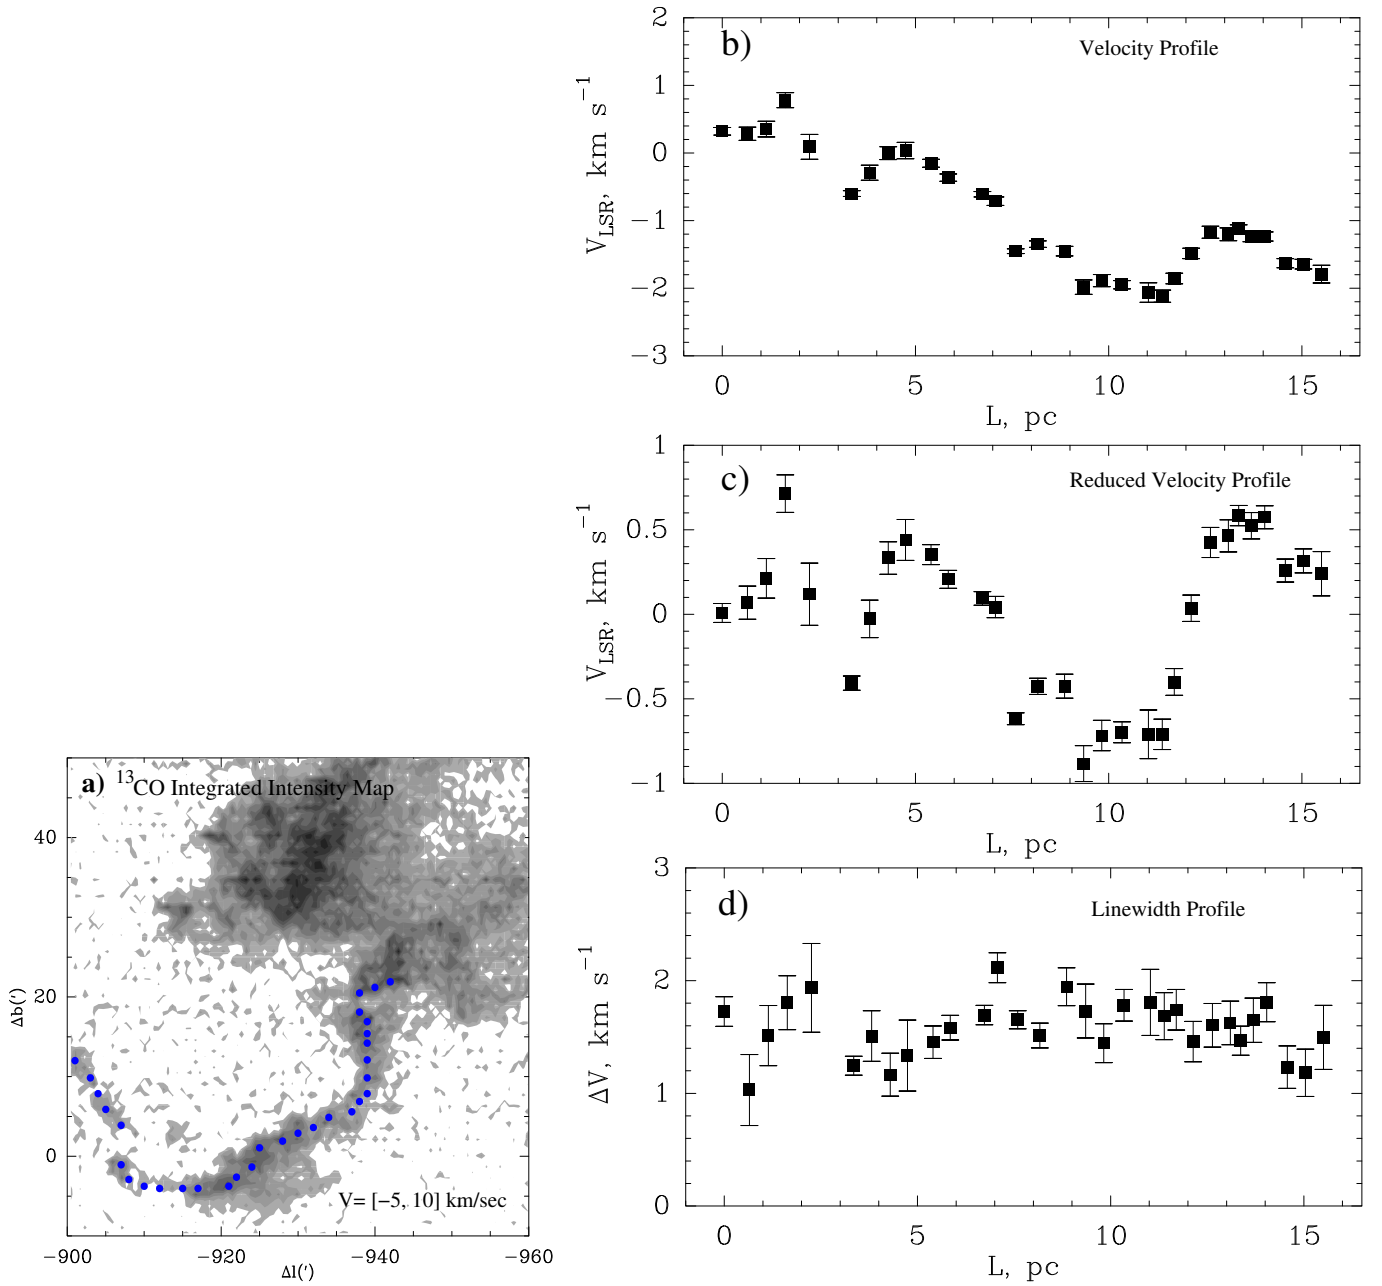 b) Velocity Profile
2
1
0
−1
−2
−3
V_LSR, km s⁻¹
0 5 10 15
L, pc
c) Reduced Velocity Profile
1
0.5
0
−0.5
−1
V_LSR, km s⁻¹
0 5 10 15
L, pc
a) ¹³CO Integrated Intensity Map
40
20
0
Δb(′)
V= [−5, 10] km/sec
−900 −920 −940 −960
Δl(′)
d) Linewidth Profile
3
2
1
0
ΔV, km s⁻¹
0 5 10 15
L, pc